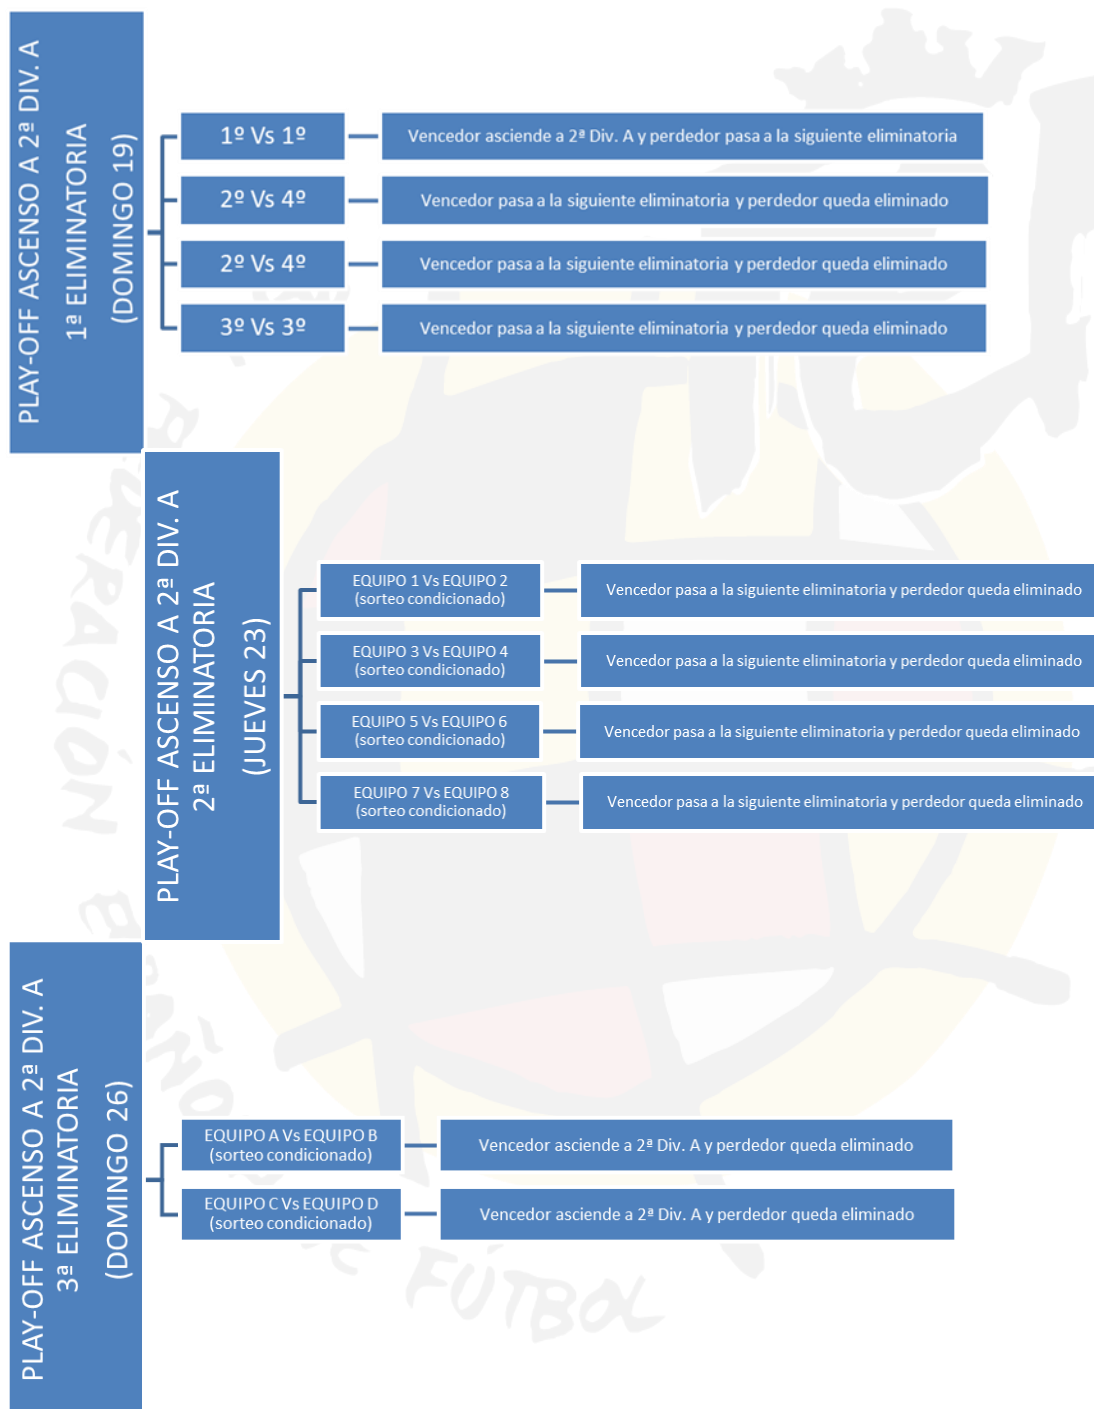 PLAY-OFF ASCENSO A 2ª DIV. A
1ª ELIMINATORIA
(DOMINGO 19)
1º Vs 1º
Vencedor asciende a 2ª Div. A y perdedor pasa a la siguiente eliminatoria
2º Vs 4º
Vencedor pasa a la siguiente eliminatoria y perdedor queda eliminado
2º Vs 4º
Vencedor pasa a la siguiente eliminatoria y perdedor queda eliminado
3º Vs 3º
Vencedor pasa a la siguiente eliminatoria y perdedor queda eliminado
PLAY-OFF ASCENSO A 2ª DIV. A
2ª ELIMINATORIA
(JUEVES 23)
EQUIPO 1 Vs EQUIPO 2
(sorteo condicionado)
Vencedor pasa a la siguiente eliminatoria y perdedor queda eliminado
EQUIPO 3 Vs EQUIPO 4
(sorteo condicionado)
Vencedor pasa a la siguiente eliminatoria y perdedor queda eliminado
EQUIPO 5 Vs EQUIPO 6
(sorteo condicionado)
Vencedor pasa a la siguiente eliminatoria y perdedor queda eliminado
EQUIPO 7 Vs EQUIPO 8
(sorteo condicionado)
Vencedor pasa a la siguiente eliminatoria y perdedor queda eliminado
PLAY-OFF ASCENSO A 2ª DIV. A
3ª ELIMINATORIA
(DOMINGO 26)
EQUIPO A Vs EQUIPO B
(sorteo condicionado)
Vencedor asciende a 2ª Div. A y perdedor queda eliminado
EQUIPO C Vs EQUIPO D
(sorteo condicionado)
Vencedor asciende a 2ª Div. A y perdedor queda eliminado
FÚTBOL